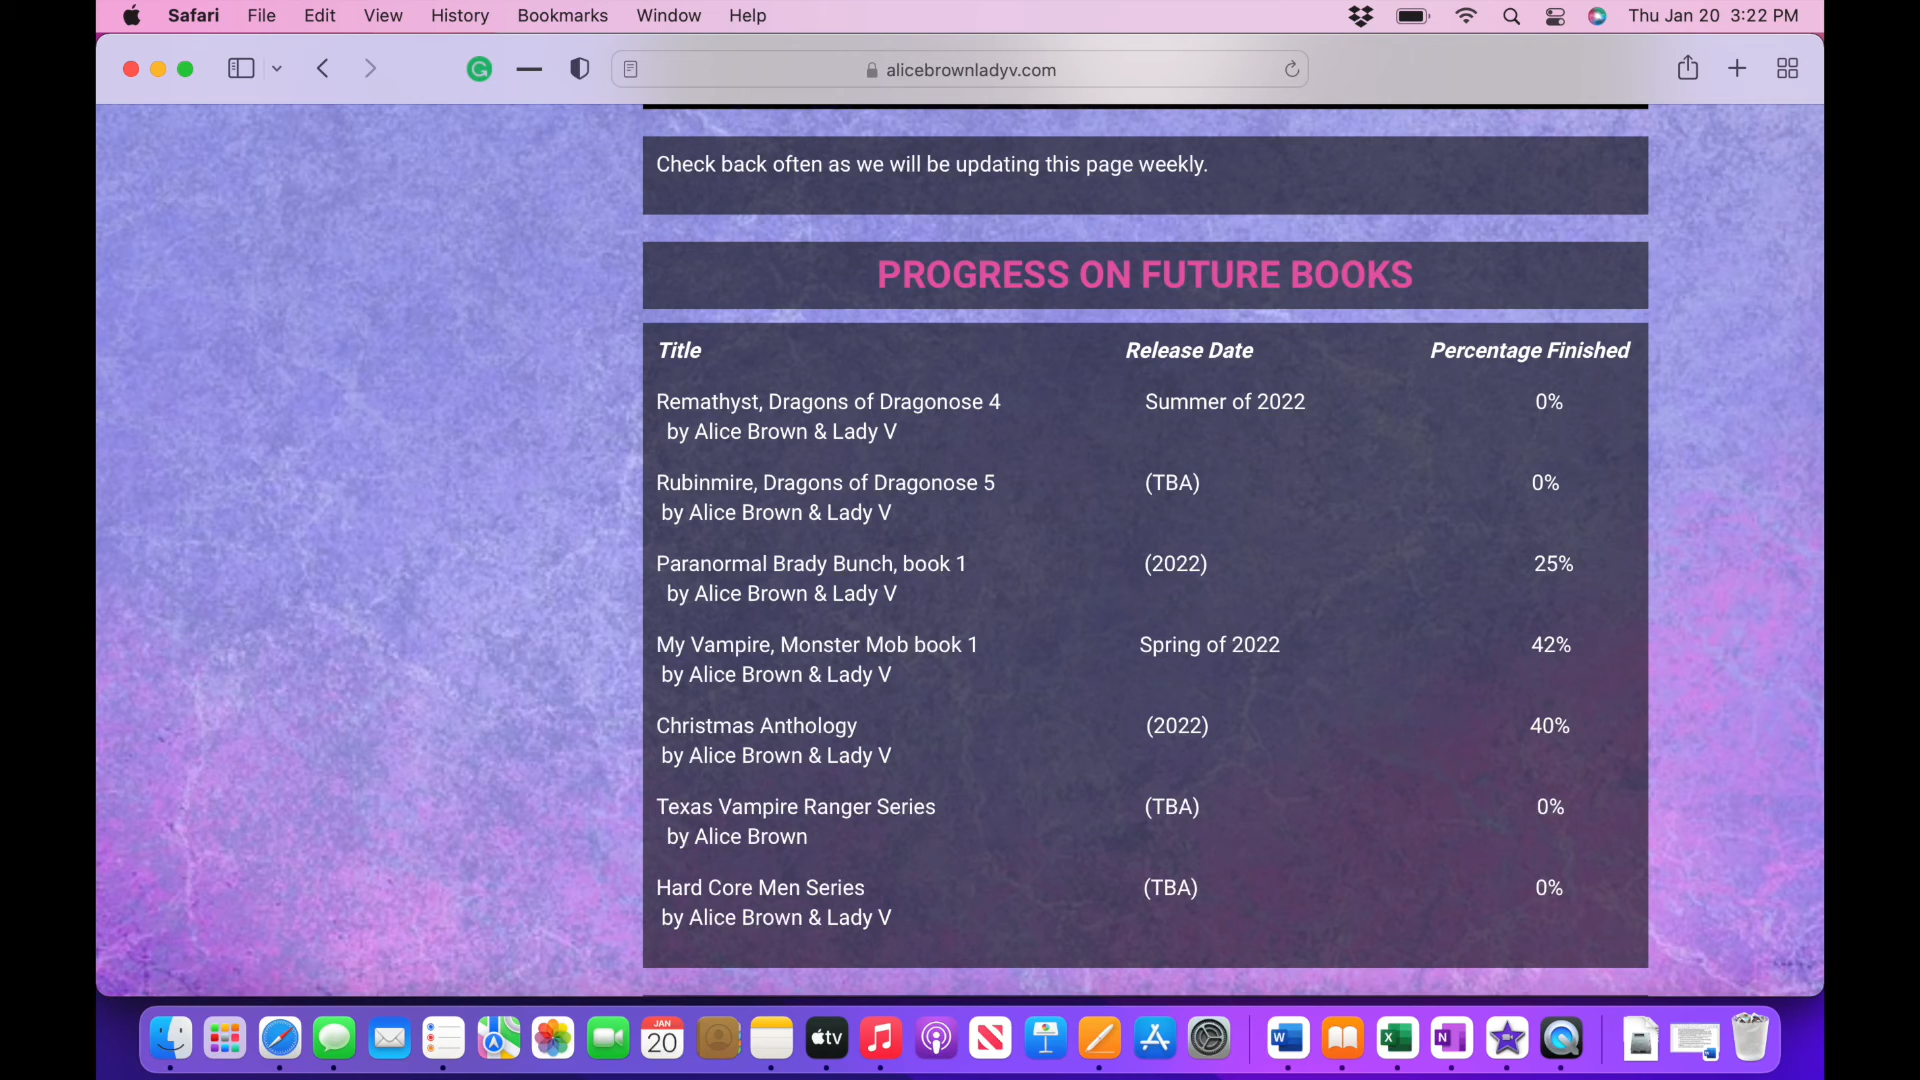 Safari File Edit View History Bookmarks Window Help Thu Jan 20 3:22 PM
alicebrownladyv.com
Check back often as we will be updating this page weekly.
PROGRESS ON FUTURE BOOKS
Title Release Date Percentage Finished
Remathyst, Dragons of Dragonose 4 Summer of 2022 0%
by Alice Brown & Lady V
Rubinmire, Dragons of Dragonose 5 (TBA) 0%
by Alice Brown & Lady V
Paranormal Brady Bunch, book 1 (2022) 25%
by Alice Brown & Lady V
My Vampire, Monster Mob book 1 Spring of 2022 42%
by Alice Brown & Lady V
Christmas Anthology (2022) 40%
by Alice Brown & Lady V
Texas Vampire Ranger Series (TBA) 0%
by Alice Brown
Hard Core Men Series (TBA) 0%
by Alice Brown & Lady V
JAN
20
tv
W
X
N